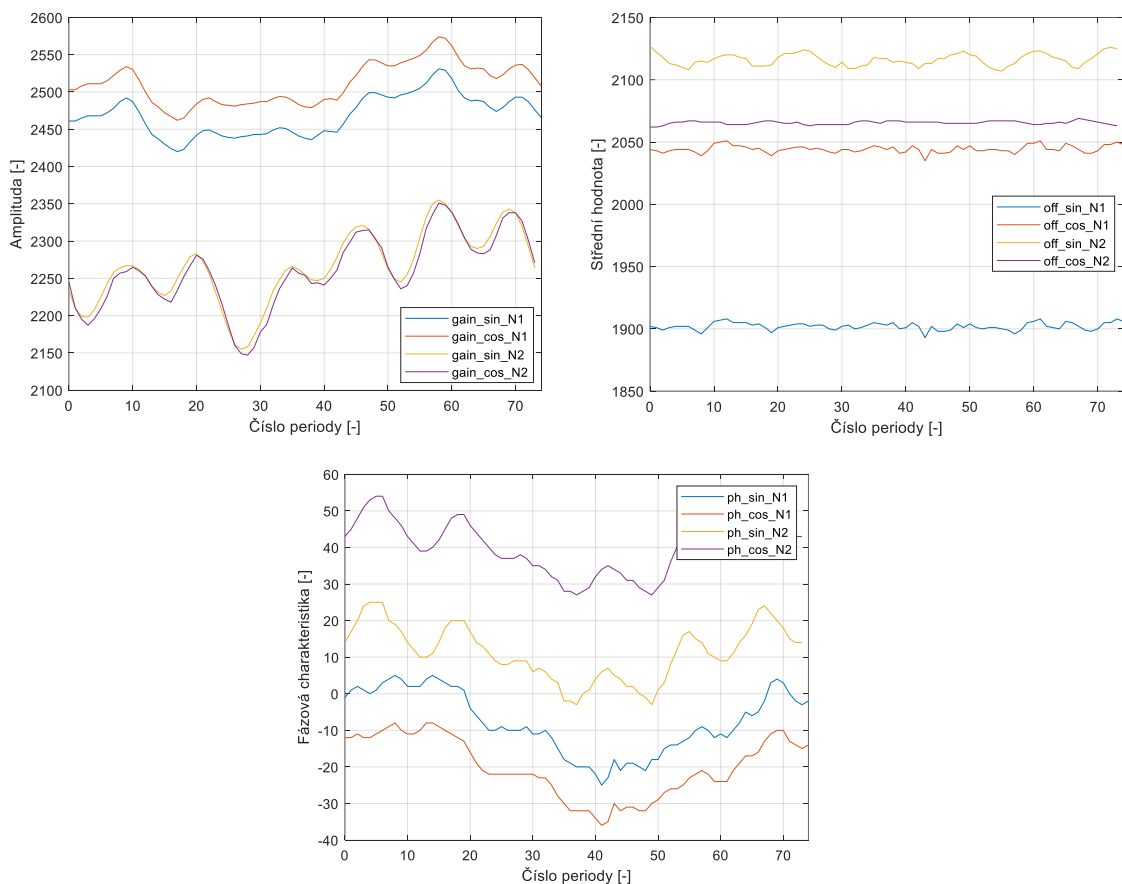 2600
2550
2500
2450
2400
2350
2300
2250
2200
2150
2100
Amplituda [-]
0 10 20 30 40 50 60 70
Číslo periody [-]
gain_sin_N1
gain_cos_N1
gain_sin_N2
gain_cos_N2
2150
2100
2050
2000
1950
1900
1850
Střední hodnota [-]
0 10 20 30 40 50 60 70
Číslo periody [-]
off_sin_N1
off_cos_N1
off_sin_N2
off_cos_N2
60
50
40
30
20
10
0
-10
-20
-30
-40
Fázová charakteristika [-]
0 10 20 30 40 50 60 70
Číslo periody [-]
ph_sin_N1
ph_cos_N1
ph_sin_N2
ph_cos_N2